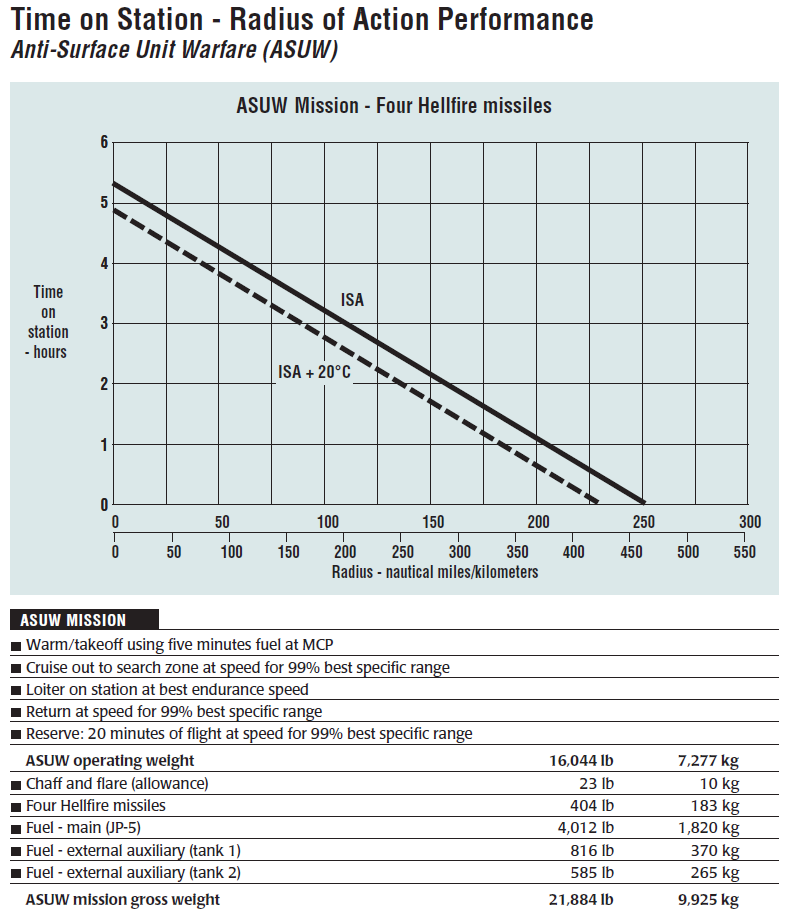 Time on Station - Radius of Action Performance
Anti-Surface Unit Warfare (ASUW)
ASUW Mission - Four Hellfire missiles
6
5
4
3
2
1
0
Time
on
station
- hours
ISA
ISA + 20°C
0 50 100 150 200 250 300
0 50 100 150 200 250 300 350 400 450 500 550
Radius - nautical miles/kilometers
ASUW MISSION
Warm/takeoff using five minutes fuel at MCP
Cruise out to search zone at speed for 99% best specific range
Loiter on station at best endurance speed
Return at speed for 99% best specific range
Reserve: 20 minutes of flight at speed for 99% best specific range
ASUW operating weight 16,044 lb 7,277 kg
Chaff and flare (allowance) 23 lb 10 kg
Four Hellfire missiles 404 lb 183 kg
Fuel - main (JP-5) 4,012 lb 1,820 kg
Fuel - external auxiliary (tank 1) 816 lb 370 kg
Fuel - external auxiliary (tank 2) 585 lb 265 kg
ASUW mission gross weight 21,884 lb 9,925 kg